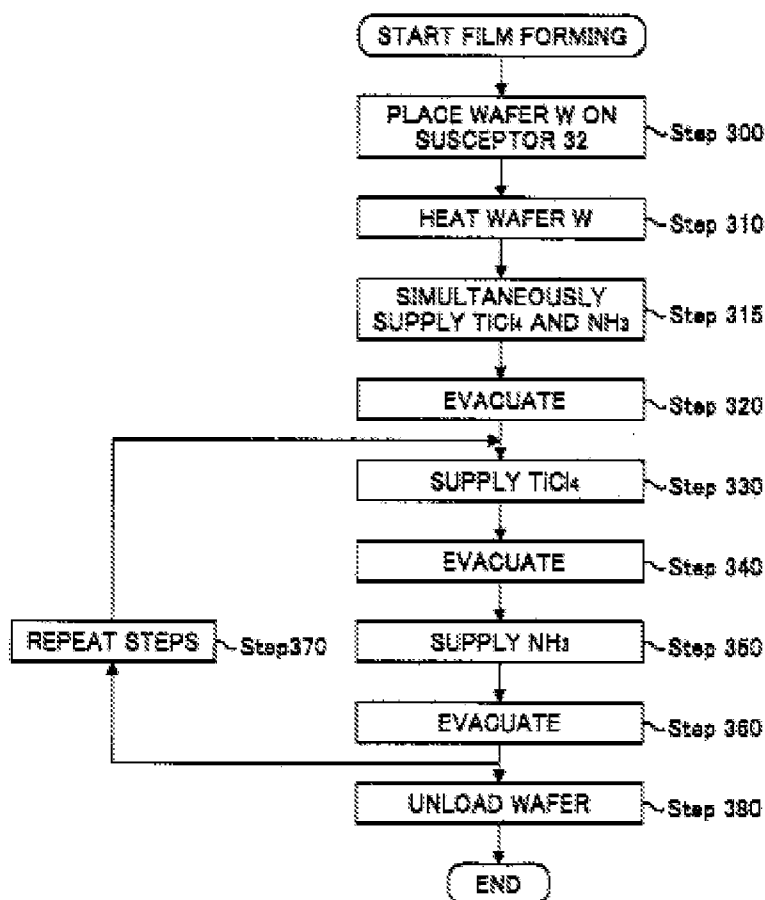 START FILM FORMING
PLACE WAFER W ON
SUSCEPTOR 32
Step 300
HEAT WAFER W
Step 310
SIMULTANEOUSLY
SUPPLY TiCl4 AND NH3
Step 315
EVACUATE
Step 320
SUPPLY TiCl4
Step 330
EVACUATE
Step 340
REPEAT STEPS
Step370
SUPPLY NH3
Step 350
EVACUATE
Step 360
UNLOAD WAFER
Step 380
END